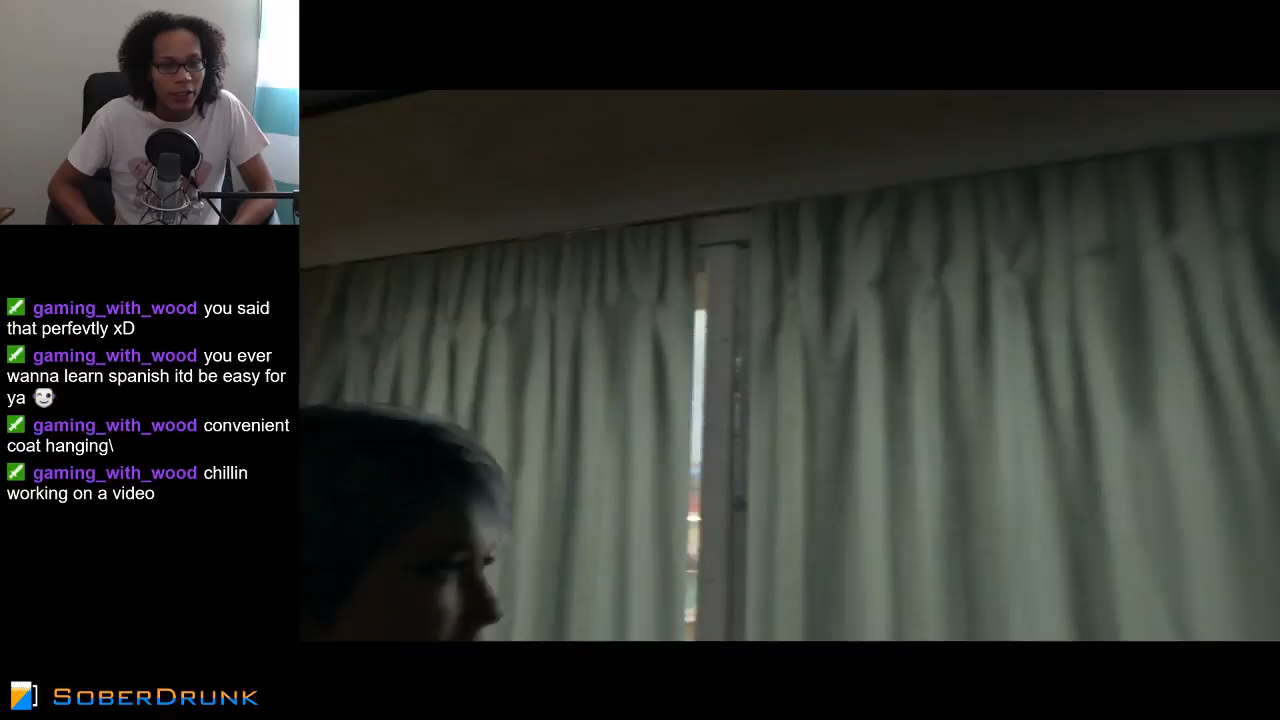 gaming_with_wood you said
that perfevtly xD
gaming_with_wood you ever
wanna learn spanish itd be easy for
ya
gaming_with_wood convenient
coat hanging\
gaming_with_wood chillin
working on a video
SOBERDRUNK